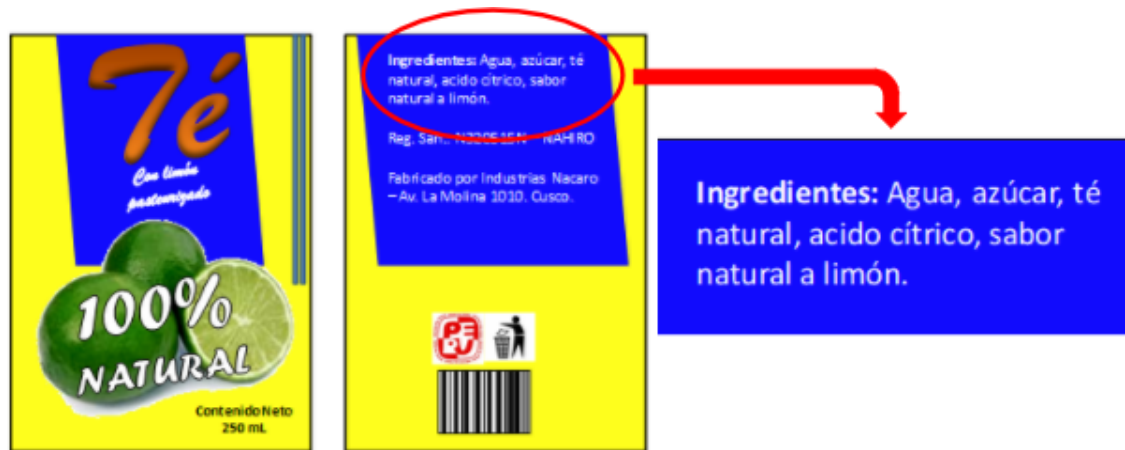 Té
Con limón
pasteurizado
100%
NATURAL
Contenido Neto
250 mL
Ingredientes: Agua, azúcar, té
natural, acido cítrico, sabor
natural a limón.
Reg. San.: NAHIRO
Fabricado por Industrias Nacaro
– Av. La Molina 1010. Cusco.
PERU
Ingredientes: Agua, azúcar, té
natural, acido cítrico, sabor
natural a limón.